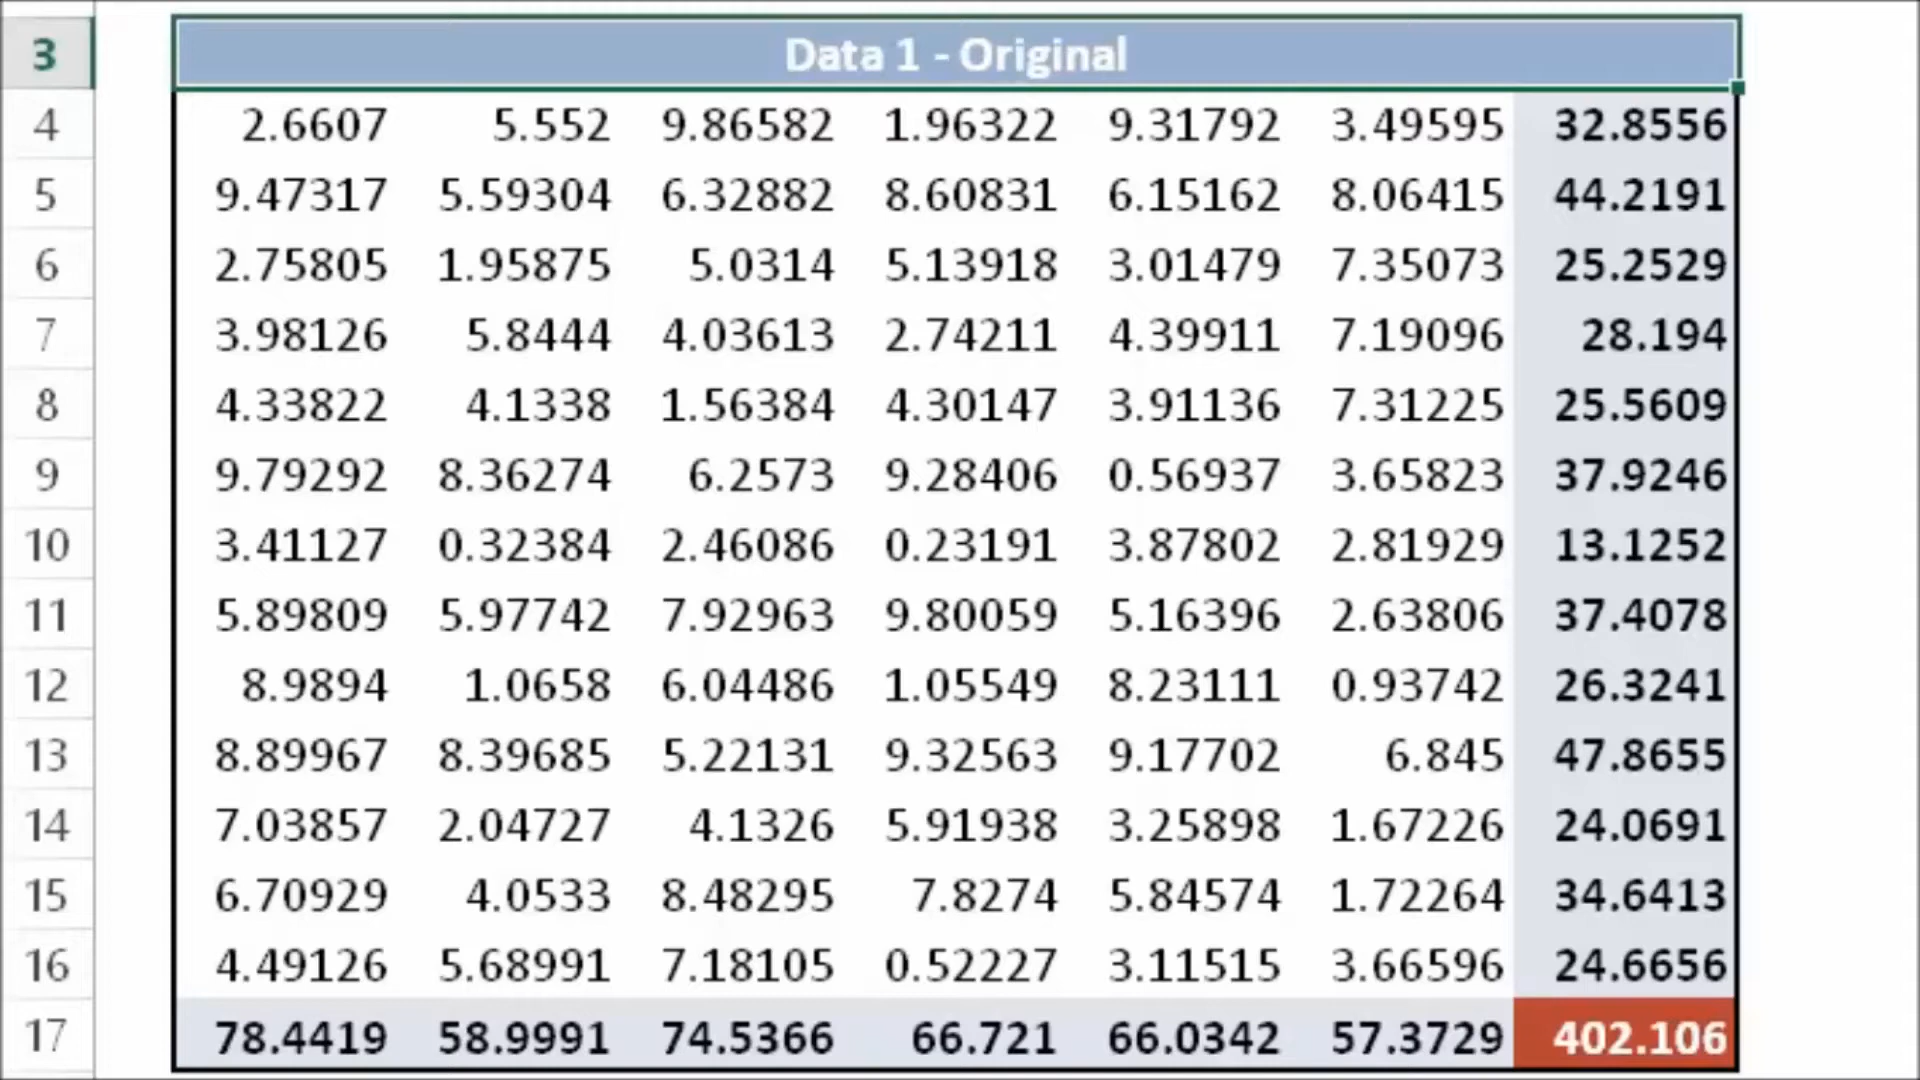 3 Data 1 - Original
4 2.6607 5.552 9.86582 1.96322 9.31792 3.49595 32.8556
5 9.47317 5.59304 6.32882 8.60831 6.15162 8.06415 44.2191
6 2.75805 1.95875 5.0314 5.13918 3.01479 7.35073 25.2529
7 3.98126 5.8444 4.03613 2.74211 4.39911 7.19096 28.194
8 4.33822 4.1338 1.56384 4.30147 3.91136 7.31225 25.5609
9 9.79292 8.36274 6.2573 9.28406 0.56937 3.65823 37.9246
10 3.41127 0.32384 2.46086 0.23191 3.87802 2.81929 13.1252
11 5.89809 5.97742 7.92963 9.80059 5.16396 2.63806 37.4078
12 8.9894 1.0658 6.04486 1.05549 8.23111 0.93742 26.3241
13 8.89967 8.39685 5.22131 9.32563 9.17702 6.845 47.8655
14 7.03857 2.04727 4.1326 5.91938 3.25898 1.67226 24.0691
15 6.70929 4.0533 8.48295 7.8274 5.84574 1.72264 34.6413
16 4.49126 5.68991 7.18105 0.52227 3.11515 3.66596 24.6656
17 78.4419 58.9991 74.5366 66.721 66.0342 57.3729 402.106